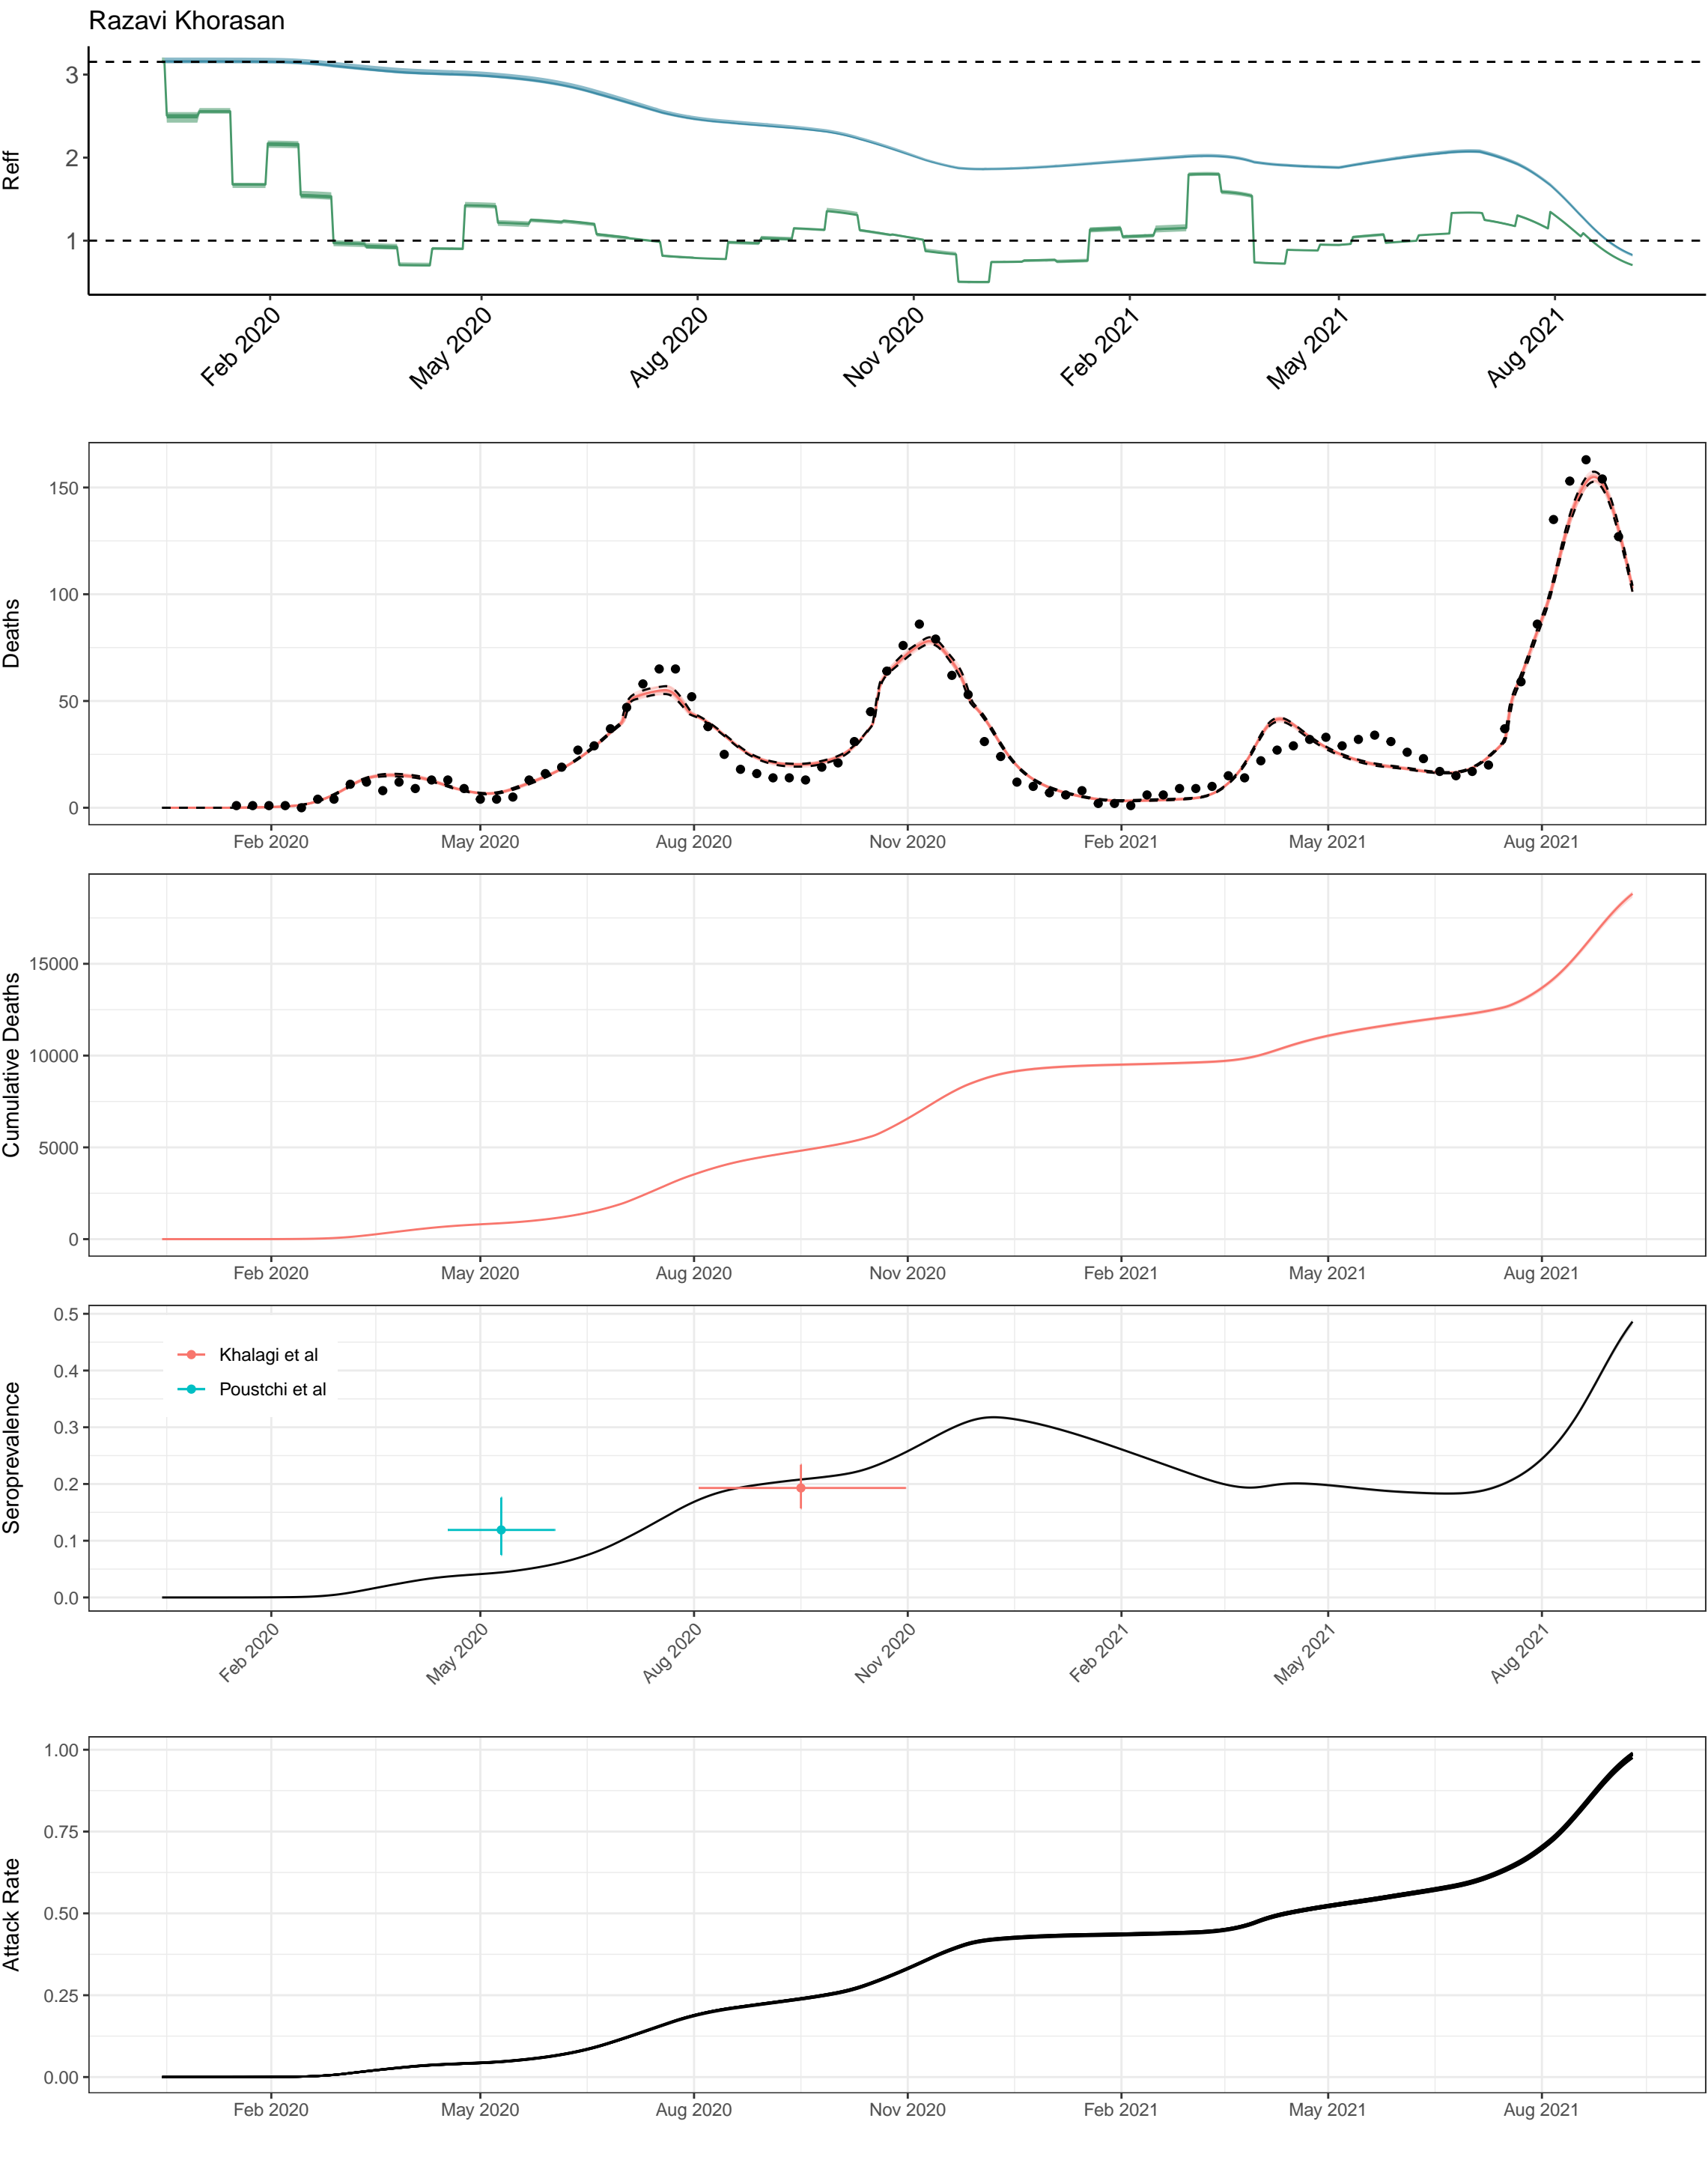 Razavi Khorasan
Reff
3
2
1
Feb 2020
May 2020
Aug 2020
Nov 2020
Feb 2021
May 2021
Aug 2021
Deaths
150
100
50
0
Feb 2020
May 2020
Aug 2020
Nov 2020
Feb 2021
May 2021
Aug 2021
Cumulative Deaths
15000
10000
5000
0
Feb 2020
May 2020
Aug 2020
Nov 2020
Feb 2021
May 2021
Aug 2021
Seroprevalence
0.5
0.4
0.3
0.2
0.1
0.0
Khalagi et al
Poustchi et al
Feb 2020
May 2020
Aug 2020
Nov 2020
Feb 2021
May 2021
Aug 2021
Attack Rate
1.00
0.75
0.50
0.25
0.00
Feb 2020
May 2020
Aug 2020
Nov 2020
Feb 2021
May 2021
Aug 2021